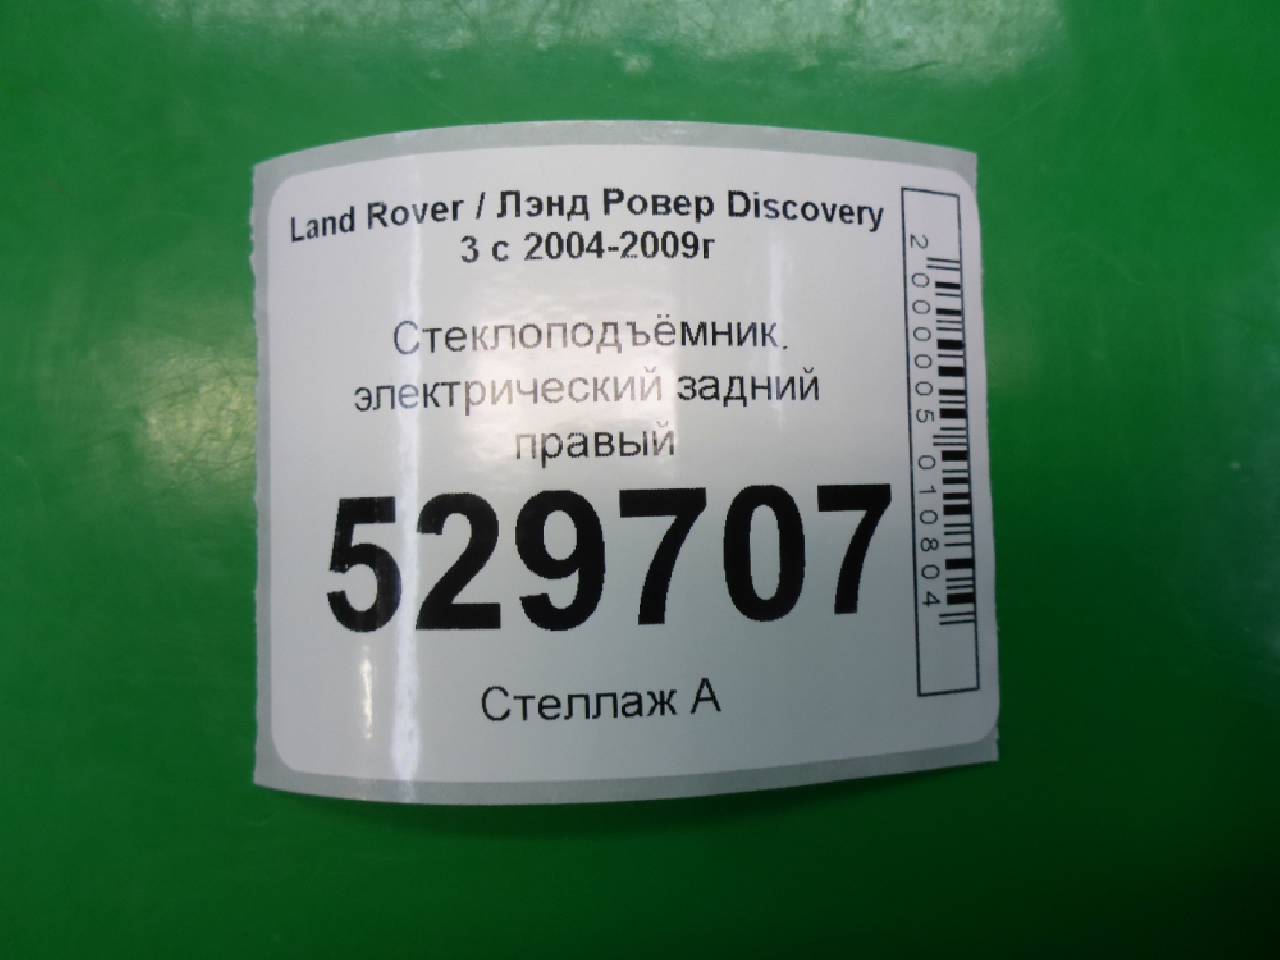 Land Rover / Лэнд Ровер Discovery
3 с 2004-2009г
Стеклоподъёмник.
электрический задний
правый
529707
Стеллаж А
2000005010804